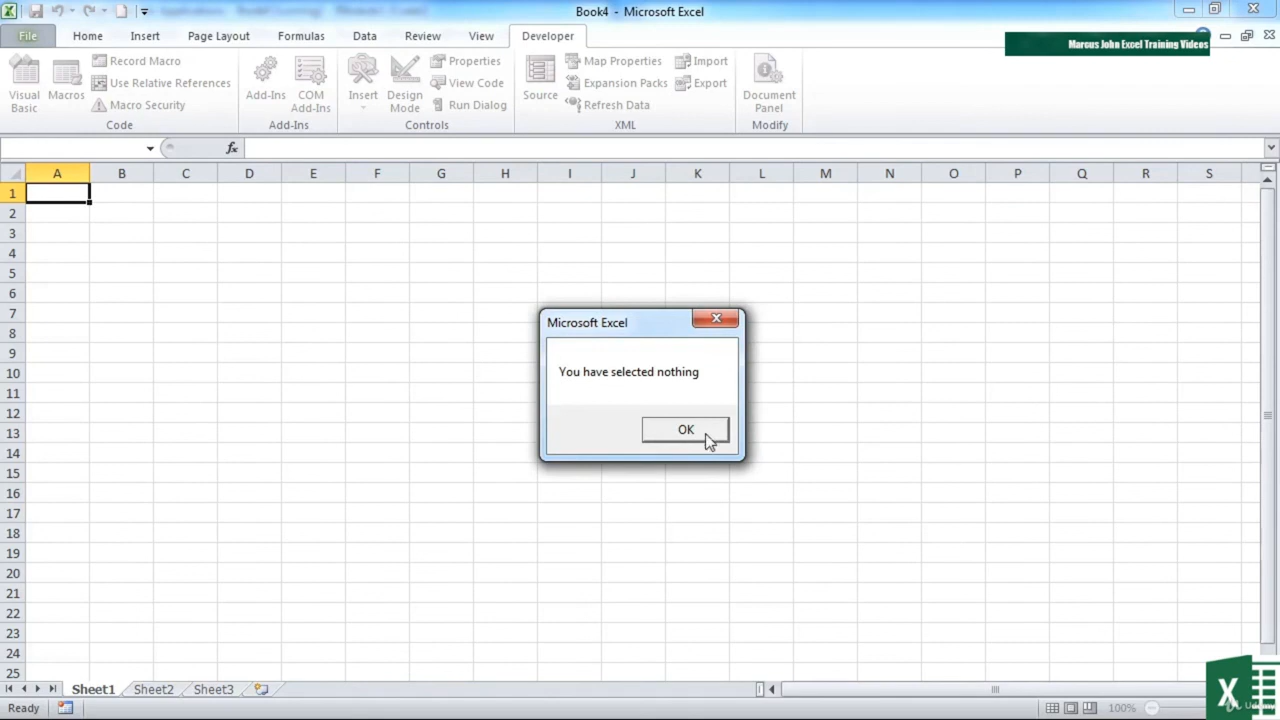 Book4 - Microsoft Excel
File Home Insert Page Layout Formulas Data Review View Developer
Marcus John Excel Training Videos
Visual Basic
Macros
Record Macro
Use Relative References
Macro Security
Code
Add-Ins
COM Add-Ins
Add-Ins
Insert
Design Mode
Properties
View Code
Run Dialog
Controls
Source
Map Properties
Expansion Packs
Refresh Data
Import
Export
XML
Document Panel
Modify
fx
A B C D E F G H I J K L M N O P Q R S
1
2
3
4
5
6
7
8
9
10
11
12
13
14
15
16
17
18
19
20
21
22
23
24
25
Microsoft Excel
You have selected nothing
OK
Sheet1 Sheet2 Sheet3
Ready
100%
X
Udemy